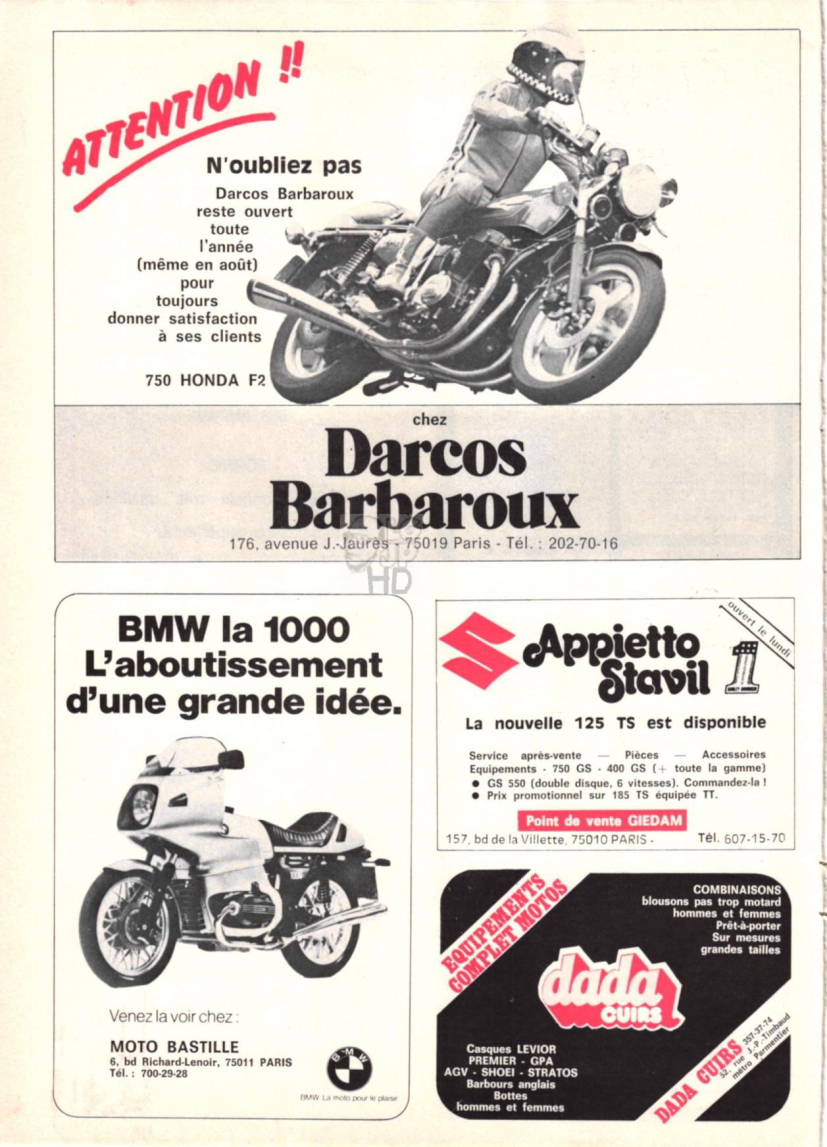 ATTENTION !!
N'oubliez pas
Darcos Barbaroux
reste ouvert
toute
l'année
(même en août)
pour
toujours
donner satisfaction
à ses clients
750 HONDA F2
chez
Darcos
Barbaroux
176, avenue J.-Jaurès - 75019 Paris - Tél. : 202-70-16
HD
BMW la 1000
L'aboutissement
d'une grande idée.
Venez la voir chez :
MOTO BASTILLE
6, bd Richard-Lenoir, 75011 PARIS
Tél. : 700-29-28
BMW
BMW La moto pour le plaisir
ouvert le lundi
Appietto
Stavil
1
HARLEY-DAVIDSON
La nouvelle 125 TS est disponible
Service après-vente — Pièces — Accessoires
Equipements - 750 GS - 400 GS (+ toute la gamme)
● GS 550 (double disque, 6 vitesses). Commandez-la !
● Prix promotionnel sur 185 TS équipée TT.
Point de vente GIEDAM
157, bd de la Villette, 75010 PARIS - Tél. 607-15-70
EQUIPEMENTS
COMPLET MOTOS
COMBINAISONS
blousons pas trop motard
hommes et femmes
Prêt-à-porter
Sur mesures
grandes tailles
dada
CUIRS
Casques LEVIOR
PREMIER - GPA
AGV - SHOEI - STRATOS
Barbours anglais
Bottes
hommes et femmes
DADA CUIRS 357-37-74
52, rue J.-P.-Timbaud
métro Parmentier